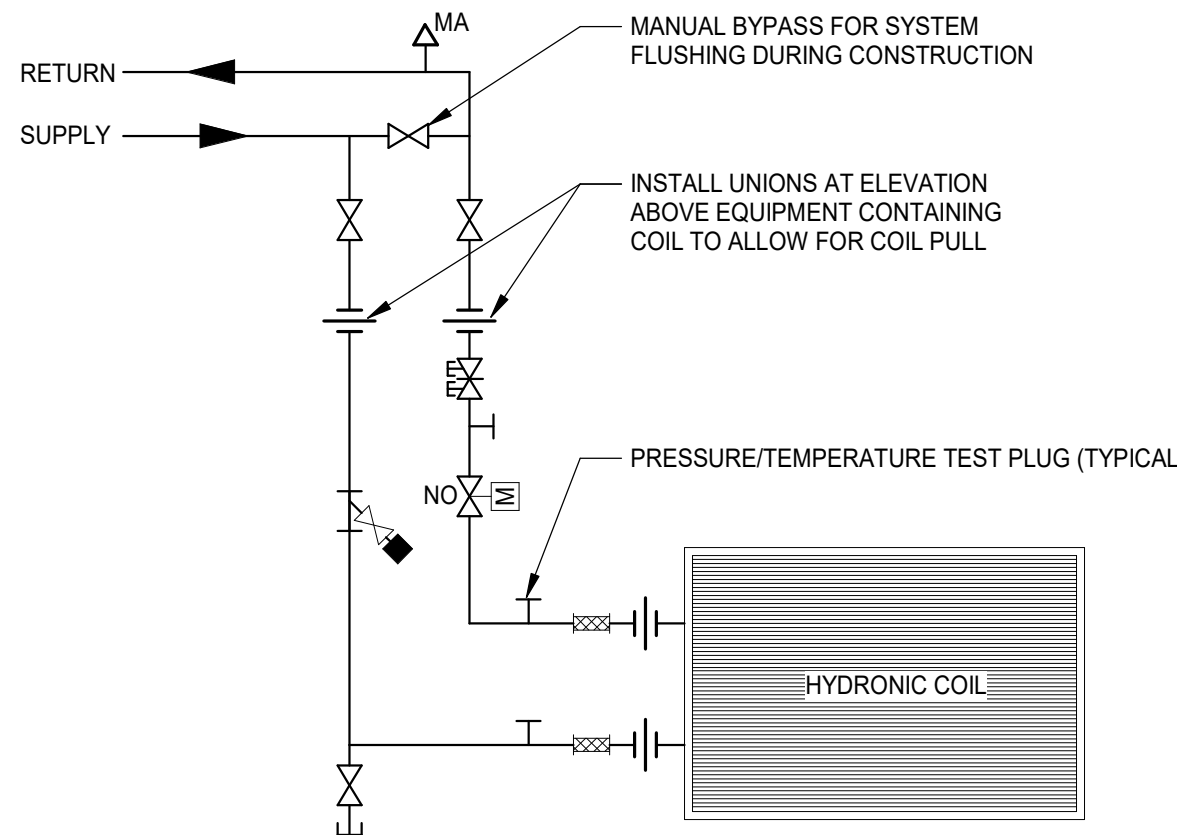 MA
MANUAL BYPASS FOR SYSTEM
FLUSHING DURING CONSTRUCTION
RETURN
SUPPLY
INSTALL UNIONS AT ELEVATION
ABOVE EQUIPMENT CONTAINING
COIL TO ALLOW FOR COIL PULL
E
E
PRESSURE/TEMPERATURE TEST PLUG (TYPICAL
NO
M
HYDRONIC COIL